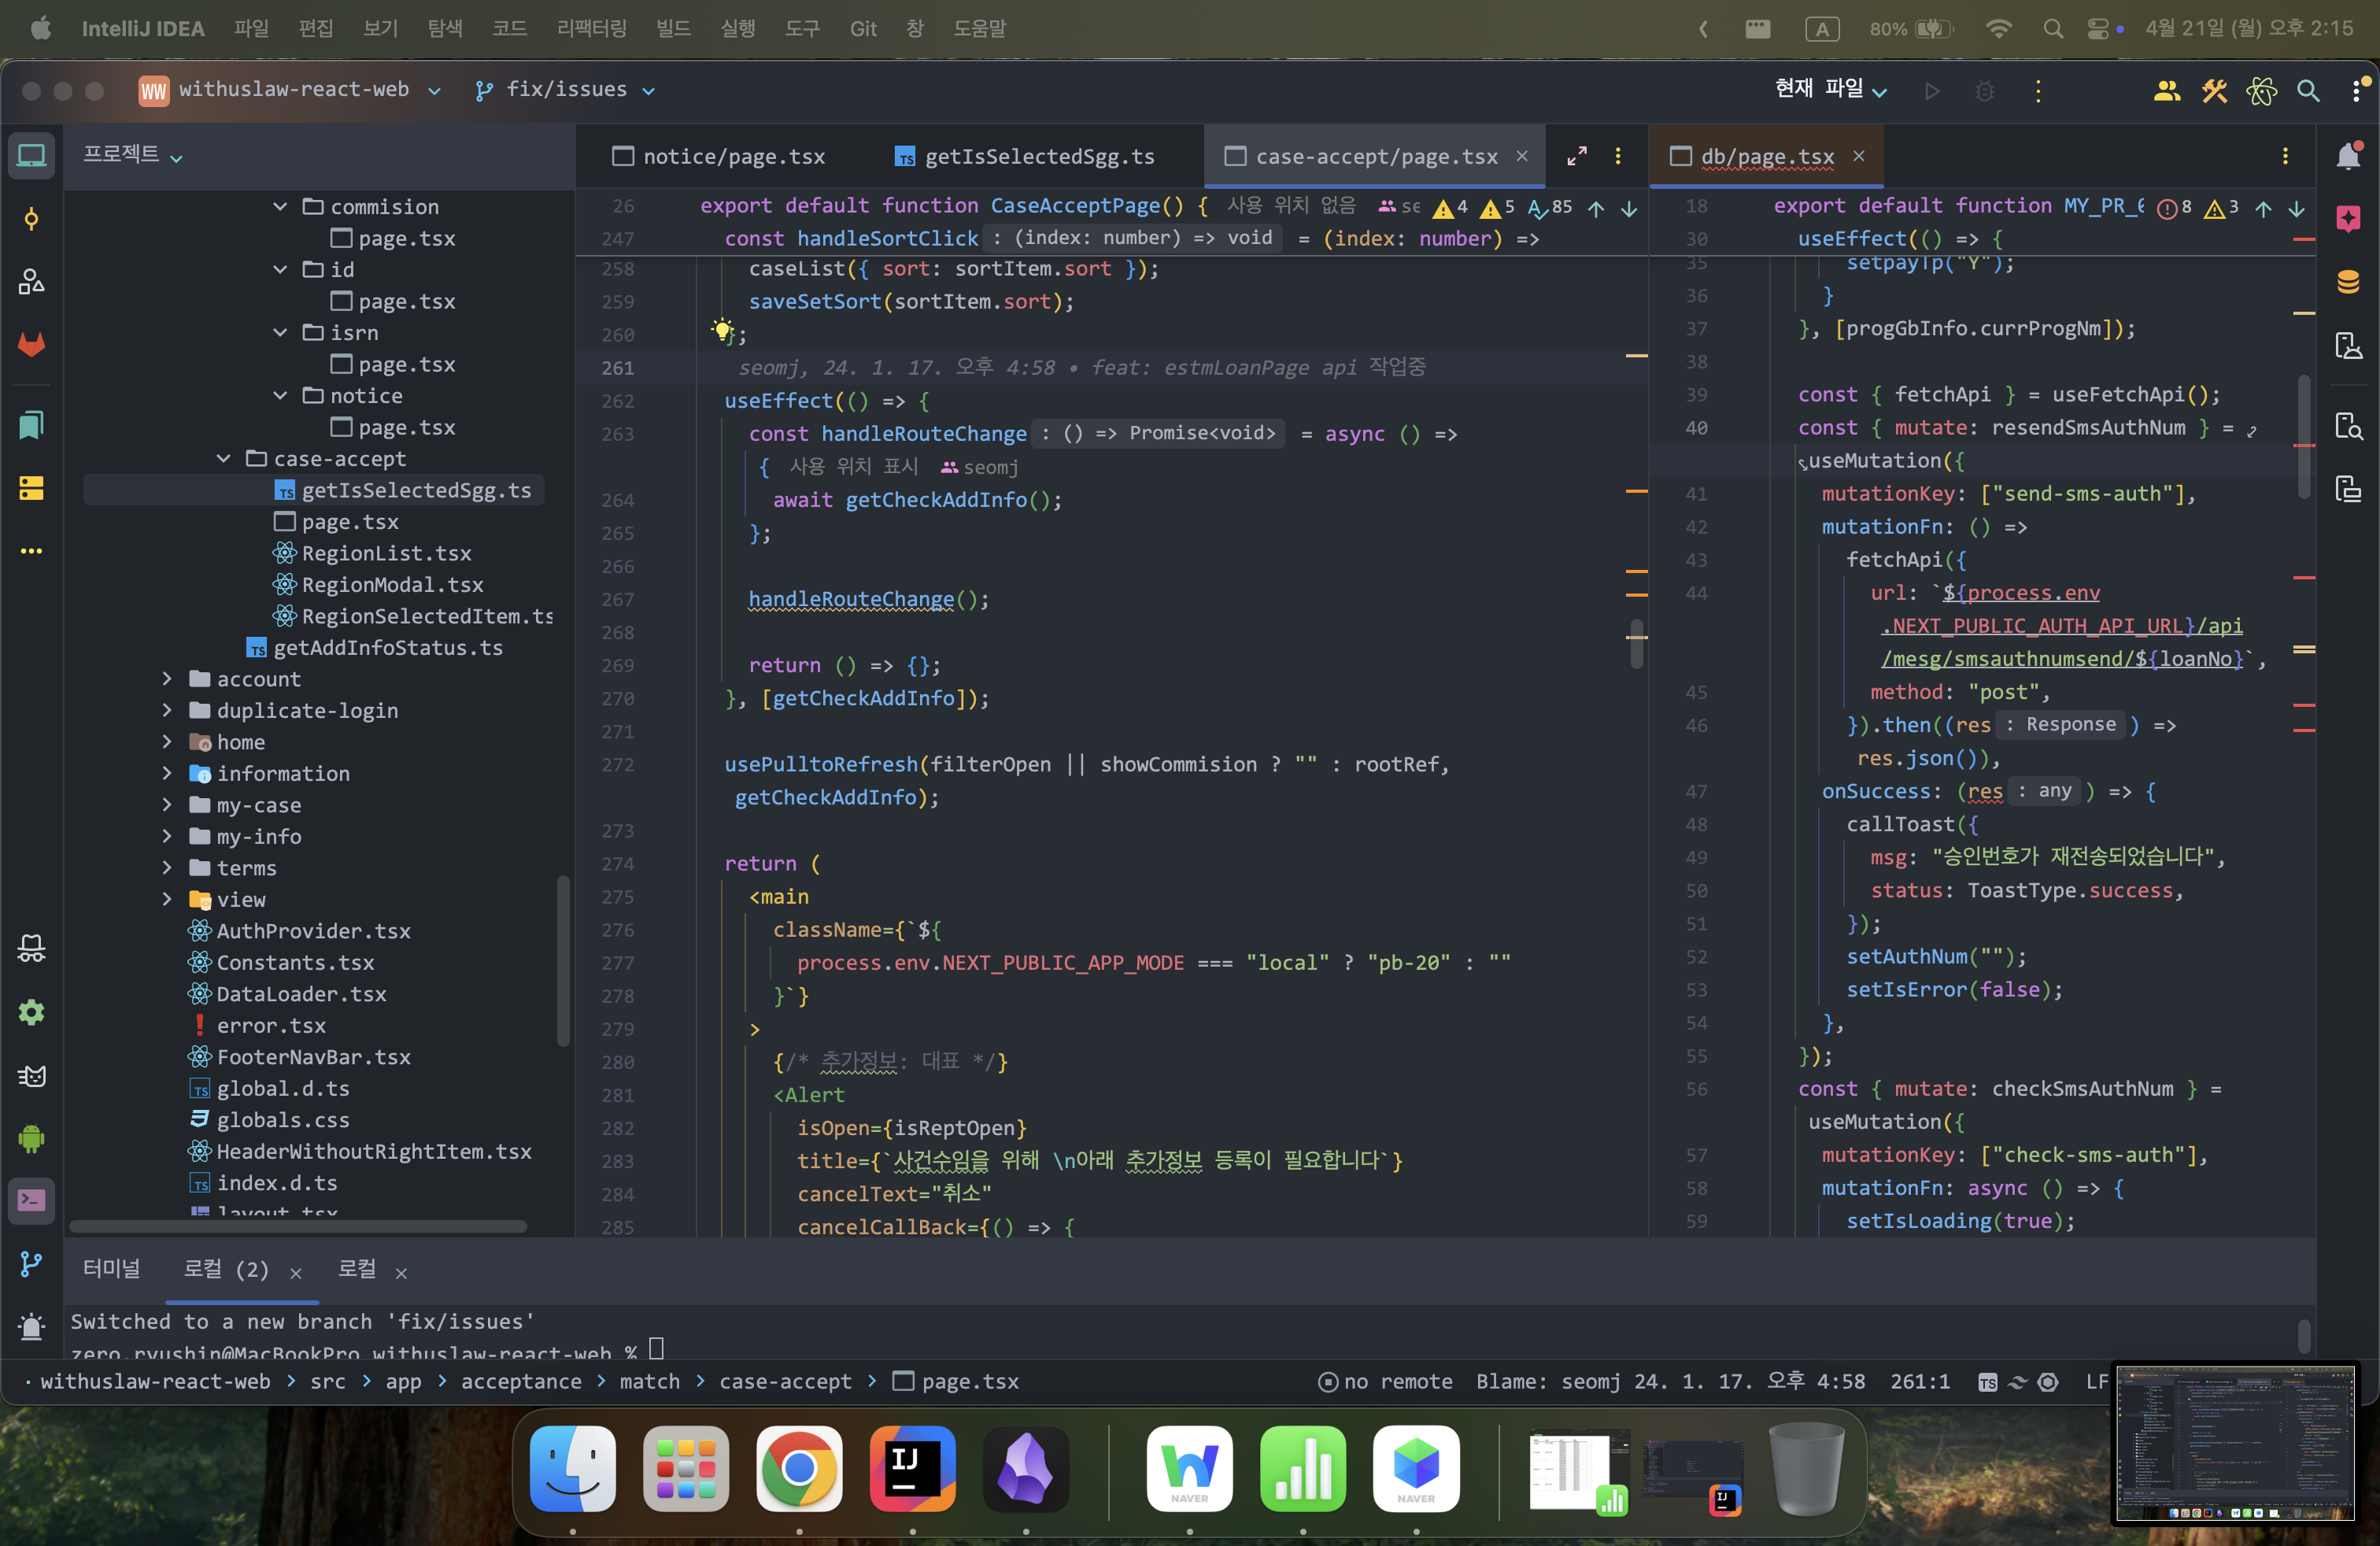 IntelliJ IDEA 파일 편집 보기 탐색 코드 리팩터링 빌드 실행 도구 Git 창 도움말
A 80% 4월 21일 (월) 오후 2:15
WW withuslaw-react-web fix/issues 현재 파일
프로젝트
commision
page.tsx
id
page.tsx
isrn
page.tsx
notice
page.tsx
case-accept
TS getIsSelectedSgg.ts
page.tsx
RegionList.tsx
RegionModal.tsx
RegionSelectedItem.ts
TS getAddInfoStatus.ts
account
duplicate-login
home
information
my-case
my-info
terms
view
AuthProvider.tsx
Constants.tsx
DataLoader.tsx
error.tsx
FooterNavBar.tsx
TS global.d.ts
globals.css
HeaderWithoutRightItem.tsx
TS index.d.ts
layout.tsx
notice/page.tsx TS getIsSelectedSgg.ts case-accept/page.tsx
26 export default function CaseAcceptPage() { 사용 위치 없음 se 4 5 85
247 const handleSortClick : (index: number) => void = (index: number) =>
258 caseList({ sort: sortItem.sort });
259 saveSetSort(sortItem.sort);
260 };
261 seomj, 24. 1. 17. 오후 4:58 • feat: estmLoanPage api 작업중
262 useEffect(() => {
263 const handleRouteChange : () => Promise<void> = async () =>
{ 사용 위치 표시 seomj
264 await getCheckAddInfo();
265 };
266
267 handleRouteChange();
268
269 return () => {};
270 }, [getCheckAddInfo]);
271
272 usePulltoRefresh(filterOpen || showCommision ? "" : rootRef,
getCheckAddInfo);
273
274 return (
275 <main
276 className={`${
277 process.env.NEXT_PUBLIC_APP_MODE === "local" ? "pb-20" : ""
278 }`}
279 >
280 {/* 추가정보: 대표 */}
281 <Alert
282 isOpen={isReptOpen}
283 title={`사건수임을 위해 \n아래 추가정보 등록이 필요합니다`}
284 cancelText="취소"
285 cancelCallBack={() => {
db/page.tsx
18 export default function MY_PR_ 8 3
30 useEffect(() => {
35 setpayTp("Y");
36 }
37 }, [progGbInfo.currProgNm]);
38
39 const { fetchApi } = useFetchApi();
40 const { mutate: resendSmsAuthNum } =
useMutation({
41 mutationKey: ["send-sms-auth"],
42 mutationFn: () =>
43 fetchApi({
44 url: `${process.env
.NEXT_PUBLIC_AUTH_API_URL}/api
/mesg/smsauthnumsend/${loanNo}`,
45 method: "post",
46 }).then((res : Response ) =>
res.json()),
47 onSuccess: (res : any ) => {
48 callToast({
49 msg: "승인번호가 재전송되었습니다",
50 status: ToastType.success,
51 });
52 setAuthNum("");
53 setIsError(false);
54 },
55 });
56 const { mutate: checkSmsAuthNum } =
useMutation({
57 mutationKey: ["check-sms-auth"],
58 mutationFn: async () => {
59 setIsLoading(true);
터미널 로컬 (2) 로컬
Switched to a new branch 'fix/issues'
zero.ryushin@MacBookPro withuslaw-react-web %
withuslaw-react-web > src > app > acceptance > match > case-accept > page.tsx no remote Blame: seomj 24. 1. 17. 오후 4:58 261:1 TS LF
IJ NAVER NAVER IJ